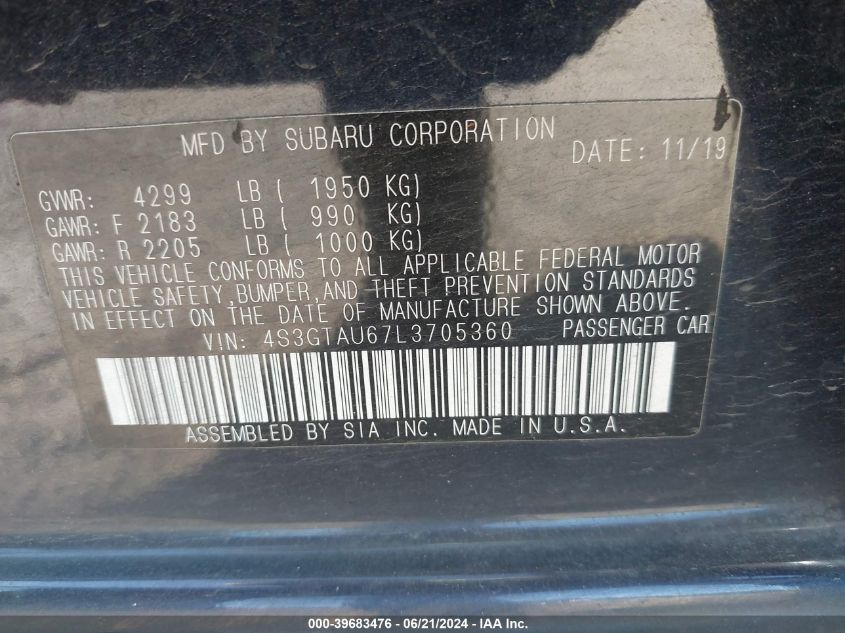 MFD BY SUBARU CORPORATION DATE: 11/19
GVWR: 4299 LB ( 1950 KG)
GAWR: F 2183 LB ( 990 KG)
GAWR: R 2205 LB ( 1000 KG)
THIS VEHICLE CONFORMS TO ALL APPLICABLE FEDERAL MOTOR
VEHICLE SAFETY,BUMPER,AND THEFT PREVENTION STANDARDS
IN EFFECT ON THE DATE OF MANUFACTURE SHOWN ABOVE.
VIN: 4S3GTAU67L3705360 PASSENGER CAR
ASSEMBLED BY SIA INC. MADE IN U.S.A.
000-39683476 - 06/21/2024 - IAA Inc.